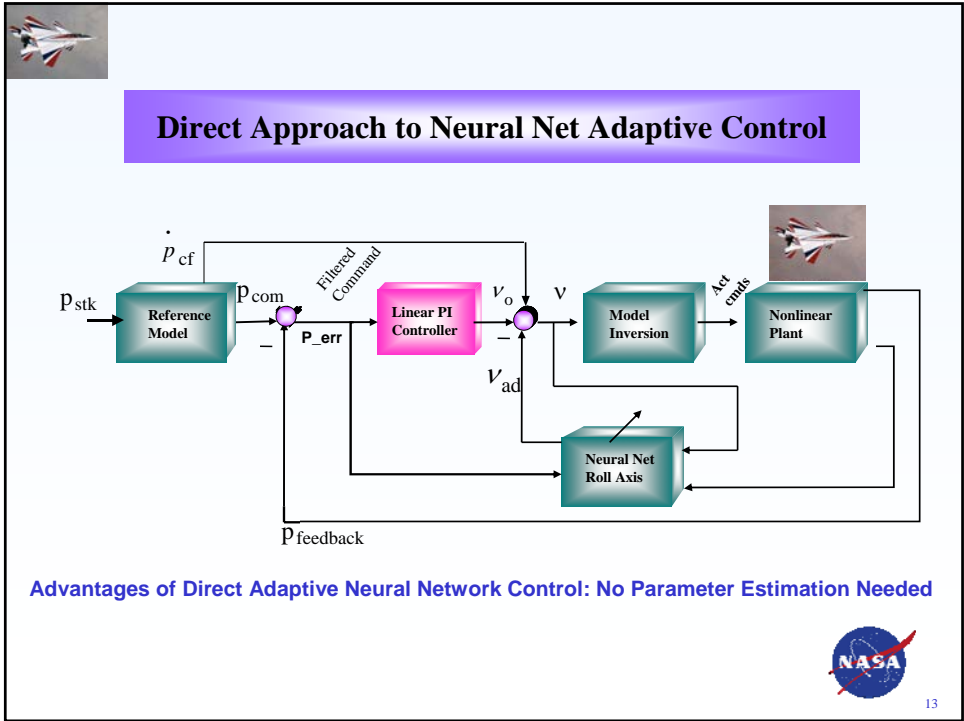 Direct Approach to Neural Net Adaptive Control
ṗ cf
Filtered
Command
p stk
Reference
Model
p com
–
P_err
Linear PI
Controller
ν o
–
ν
ν ad
Model
Inversion
Act
cmds
Nonlinear
Plant
Neural Net
Roll Axis
p feedback
Advantages of Direct Adaptive Neural Network Control: No Parameter Estimation Needed
NASA
13